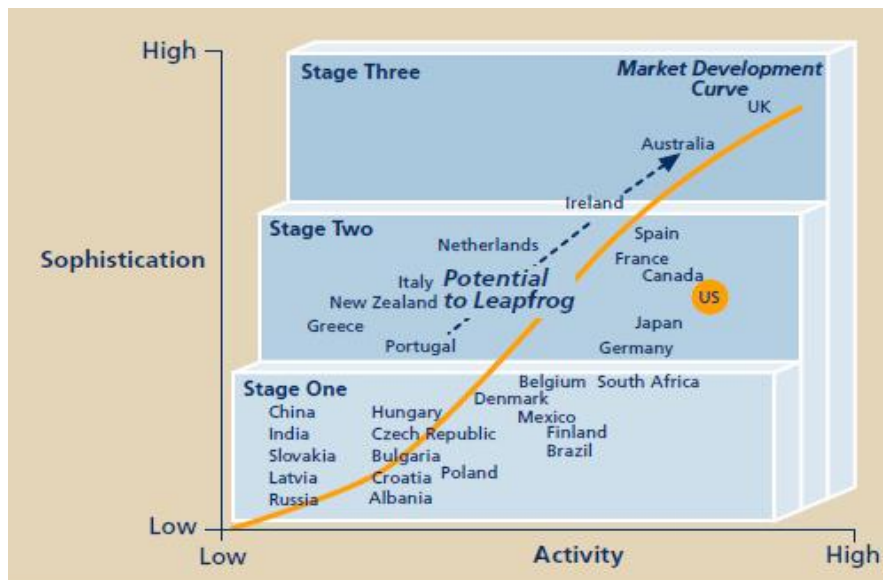 High
Stage Three
Market Development
Curve
UK
Australia
Ireland
Stage Two
Spain
Netherlands
France
Sophistication
Canada
Italy
Potential
US
New Zealand
to Leapfrog
Greece
Japan
Portugal
Germany
Stage One
Belgium
South Africa
Denmark
China
Hungary
Mexico
India
Czech Republic
Finland
Slovakia
Bulgaria
Brazil
Latvia
Croatia
Poland
Russia
Albania
Low
Low
Activity
High